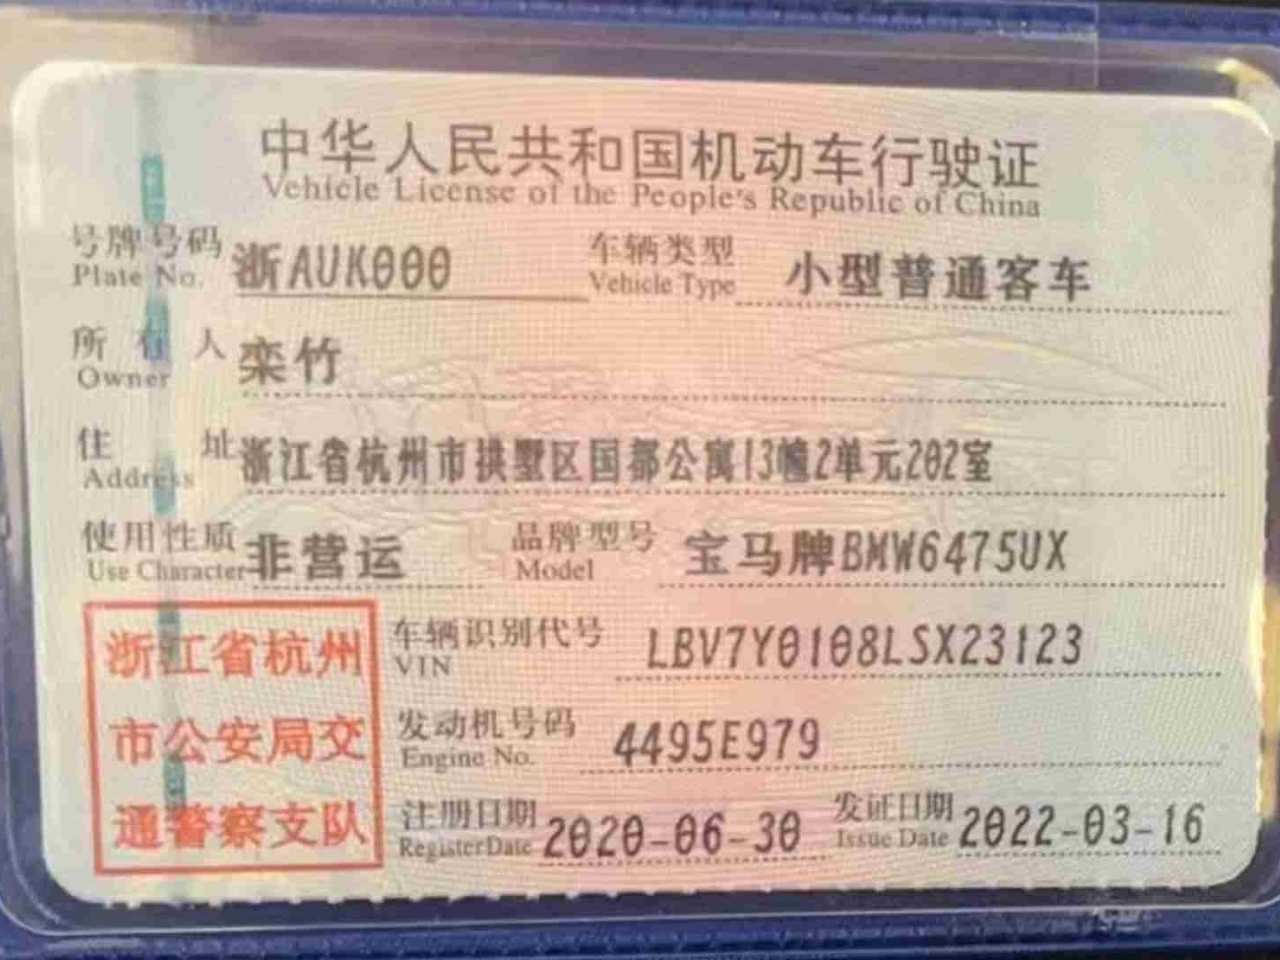 中华人民共和国机动车行驶证
Vehicle License of the People's Republic of China
号牌号码 浙AUK000 车辆类型 小型普通客车
Plate No. Vehicle Type
所有人 栾竹
Owner
住址 浙江省杭州市拱墅区国都公寓13幢2单元202室
Address
使用性质 非营运 品牌型号 宝马牌BMW6475UX
Use Character Model
浙江省杭州
市公安局交
通警察支队
车辆识别代号 LBV7Y0108LSX23123
VIN
发动机号码 4495E979
Engine No.
注册日期 2020-06-30 发证日期 2022-03-16
Register Date Issue Date